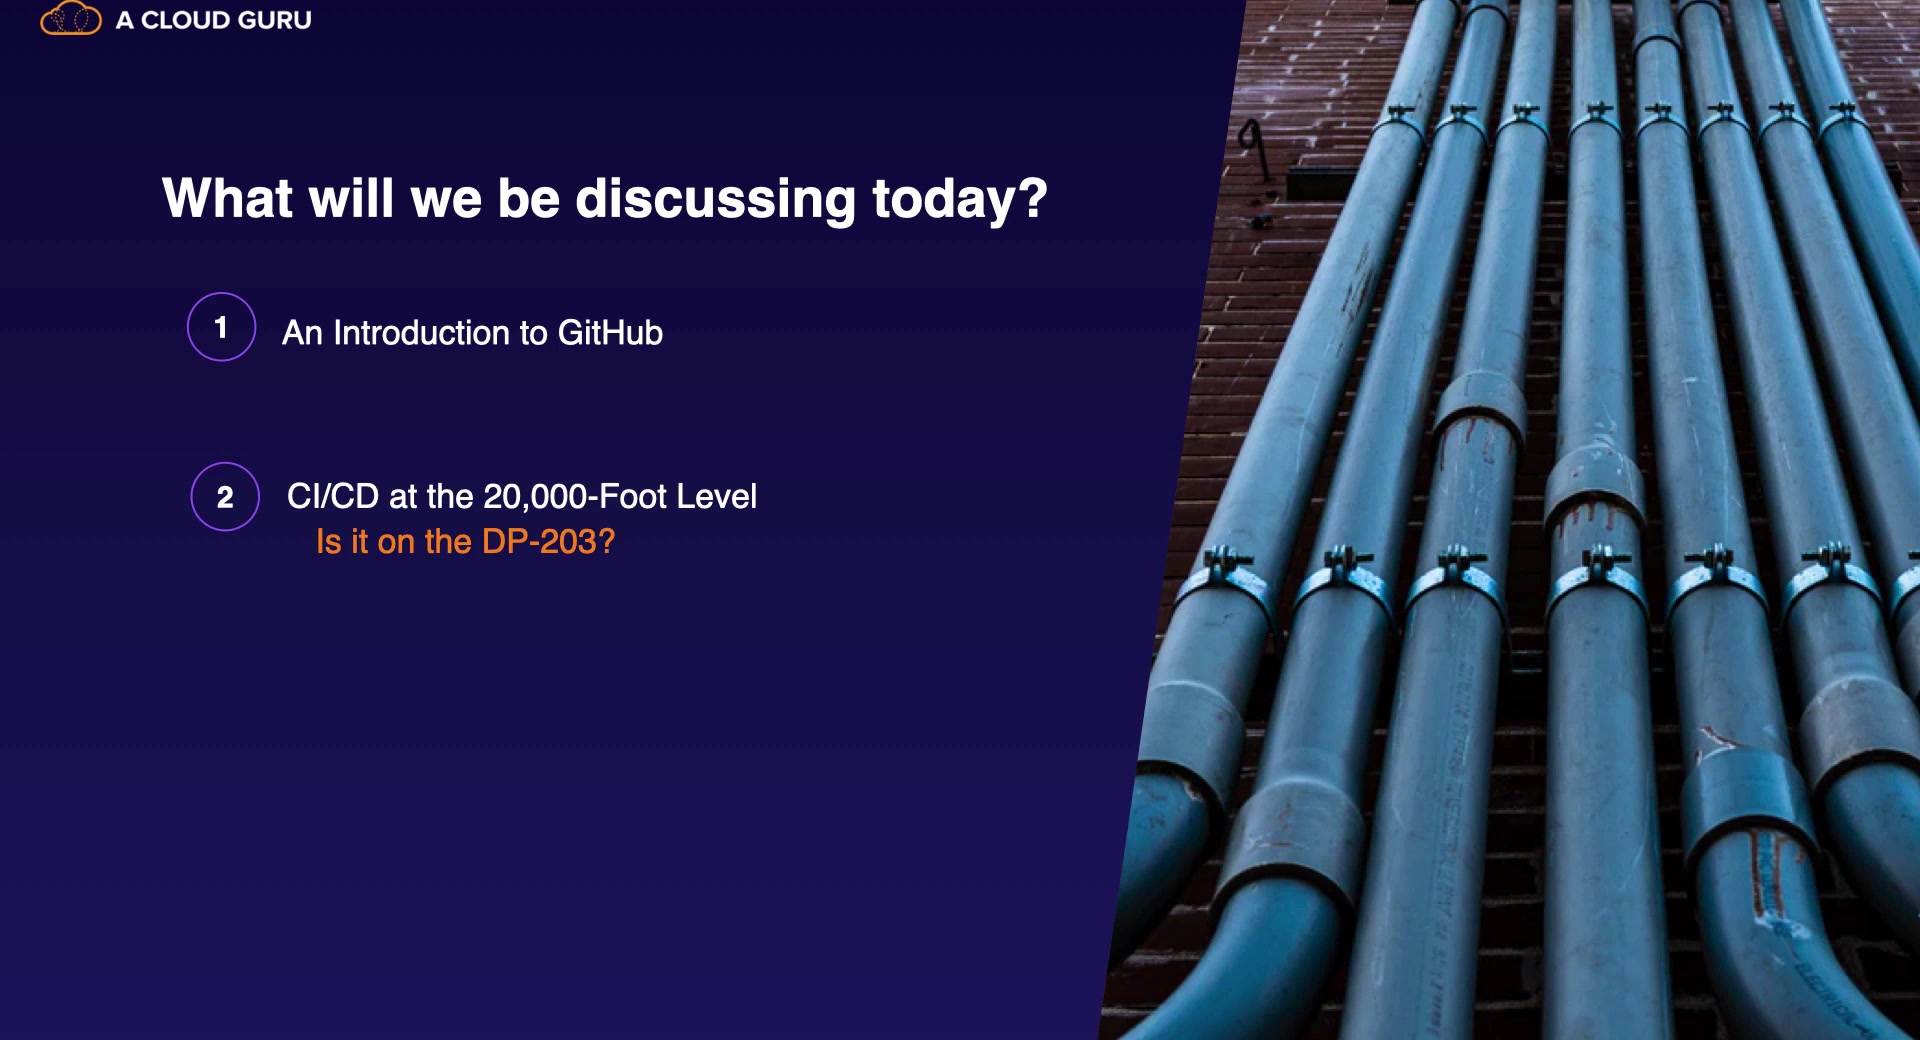 A CLOUD GURU
What will we be discussing today?
1 An Introduction to GitHub
2 CI/CD at the 20,000-Foot Level
Is it on the DP-203?